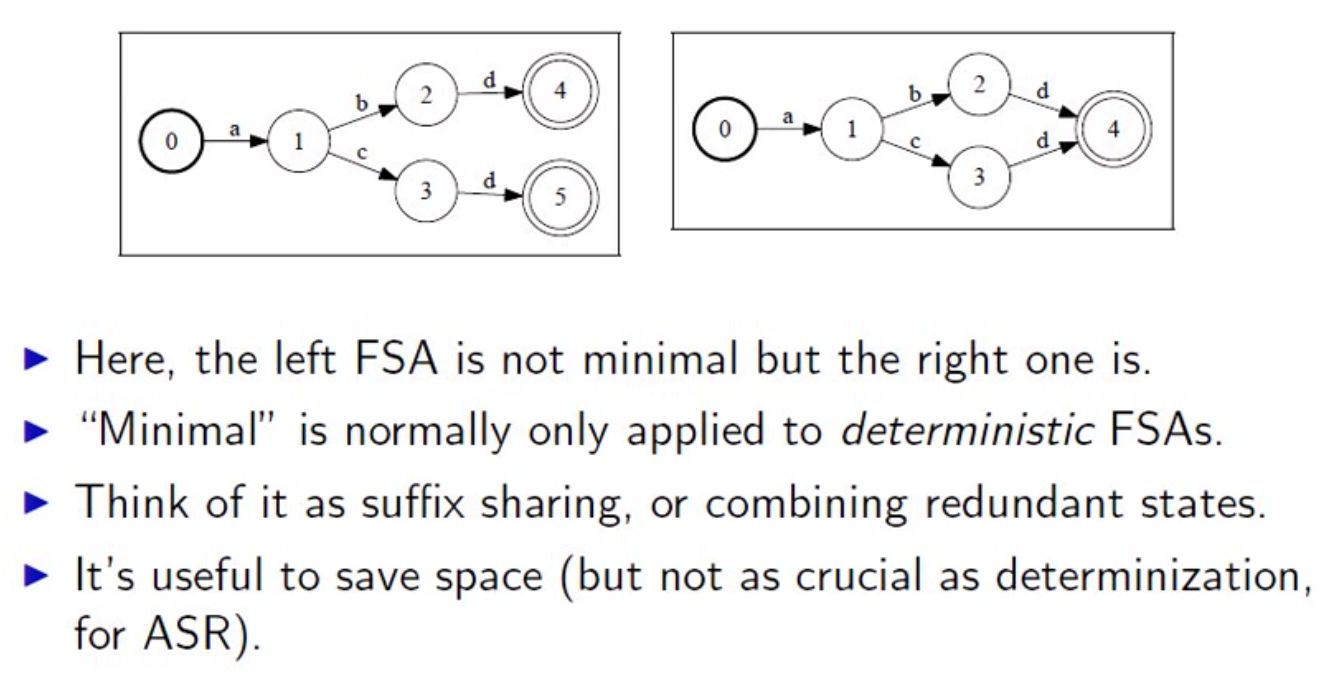 0 a 1 b 2 d 4
c 3 d 5
0 a 1 b 2 d 4
c 3 d
▶ Here, the left FSA is not minimal but the right one is.
▶ “Minimal” is normally only applied to deterministic FSAs.
▶ Think of it as suffix sharing, or combining redundant states.
▶ It's useful to save space (but not as crucial as determinization,
for ASR).